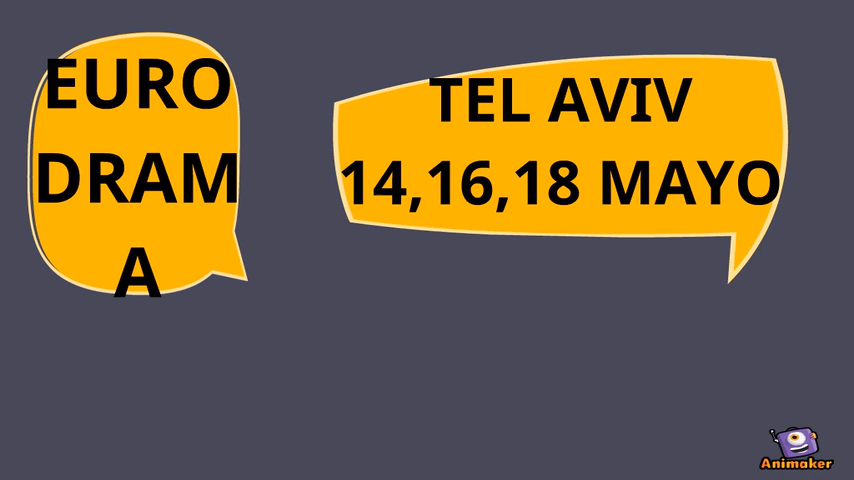 EURO
DRAM
A
TEL AVIV
14,16,18 MAYO
Animaker